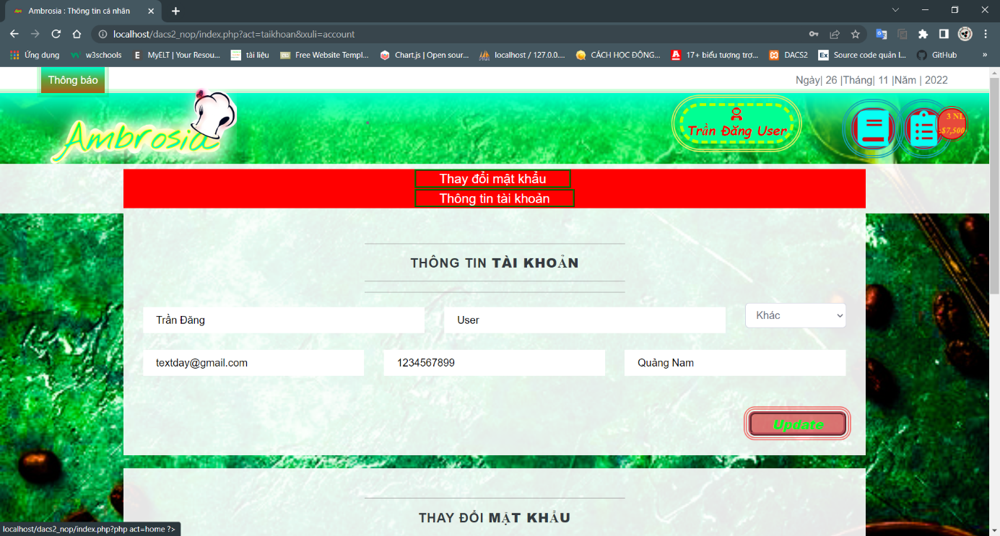 Ambrosia : Thông tin cá nhân
localhost/dacs2_nop/index.php?act=taikhoan&xuli=account
Ứng dụng w3schools MyELT | Your Resou... tài liệu Free Website Templ... Chart.js | Open sour... localhost / 127.0.0.... CÁCH HỌC ĐỘNG... 17+ biểu tượng trợ... DACS2 Source code quản l... GitHub »
Thông báo
Ngày| 26 |Tháng| 11 |Năm | 2022
Ambrosia
Trần Đăng User
3 NL
:$7,500
Thay đổi mật khẩu
Thông tin tài khoản
THÔNG TIN TÀI KHOẢN
Trần Đăng User Khác
textday@gmail.com 1234567899 Quảng Nam
Update
THAY ĐỔI MẬT KHẨU
localhost/dacs2_nop/index.php?php act=home ?>